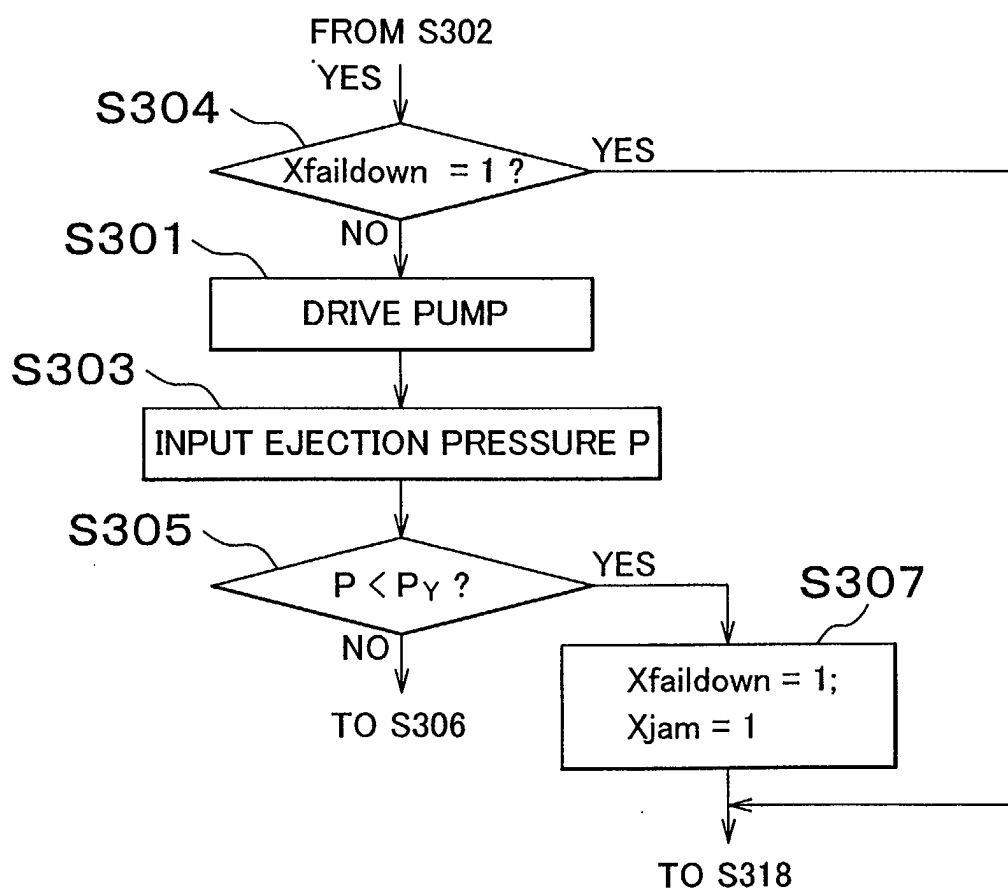 FROM S302
YES
S304
Xfaildown = 1 ?
YES
NO
S301
DRIVE PUMP
S303
INPUT EJECTION PRESSURE P
S305
P < PY ?
YES
NO
S307
Xfaildown = 1;
Xjam = 1
TO S306
TO S318